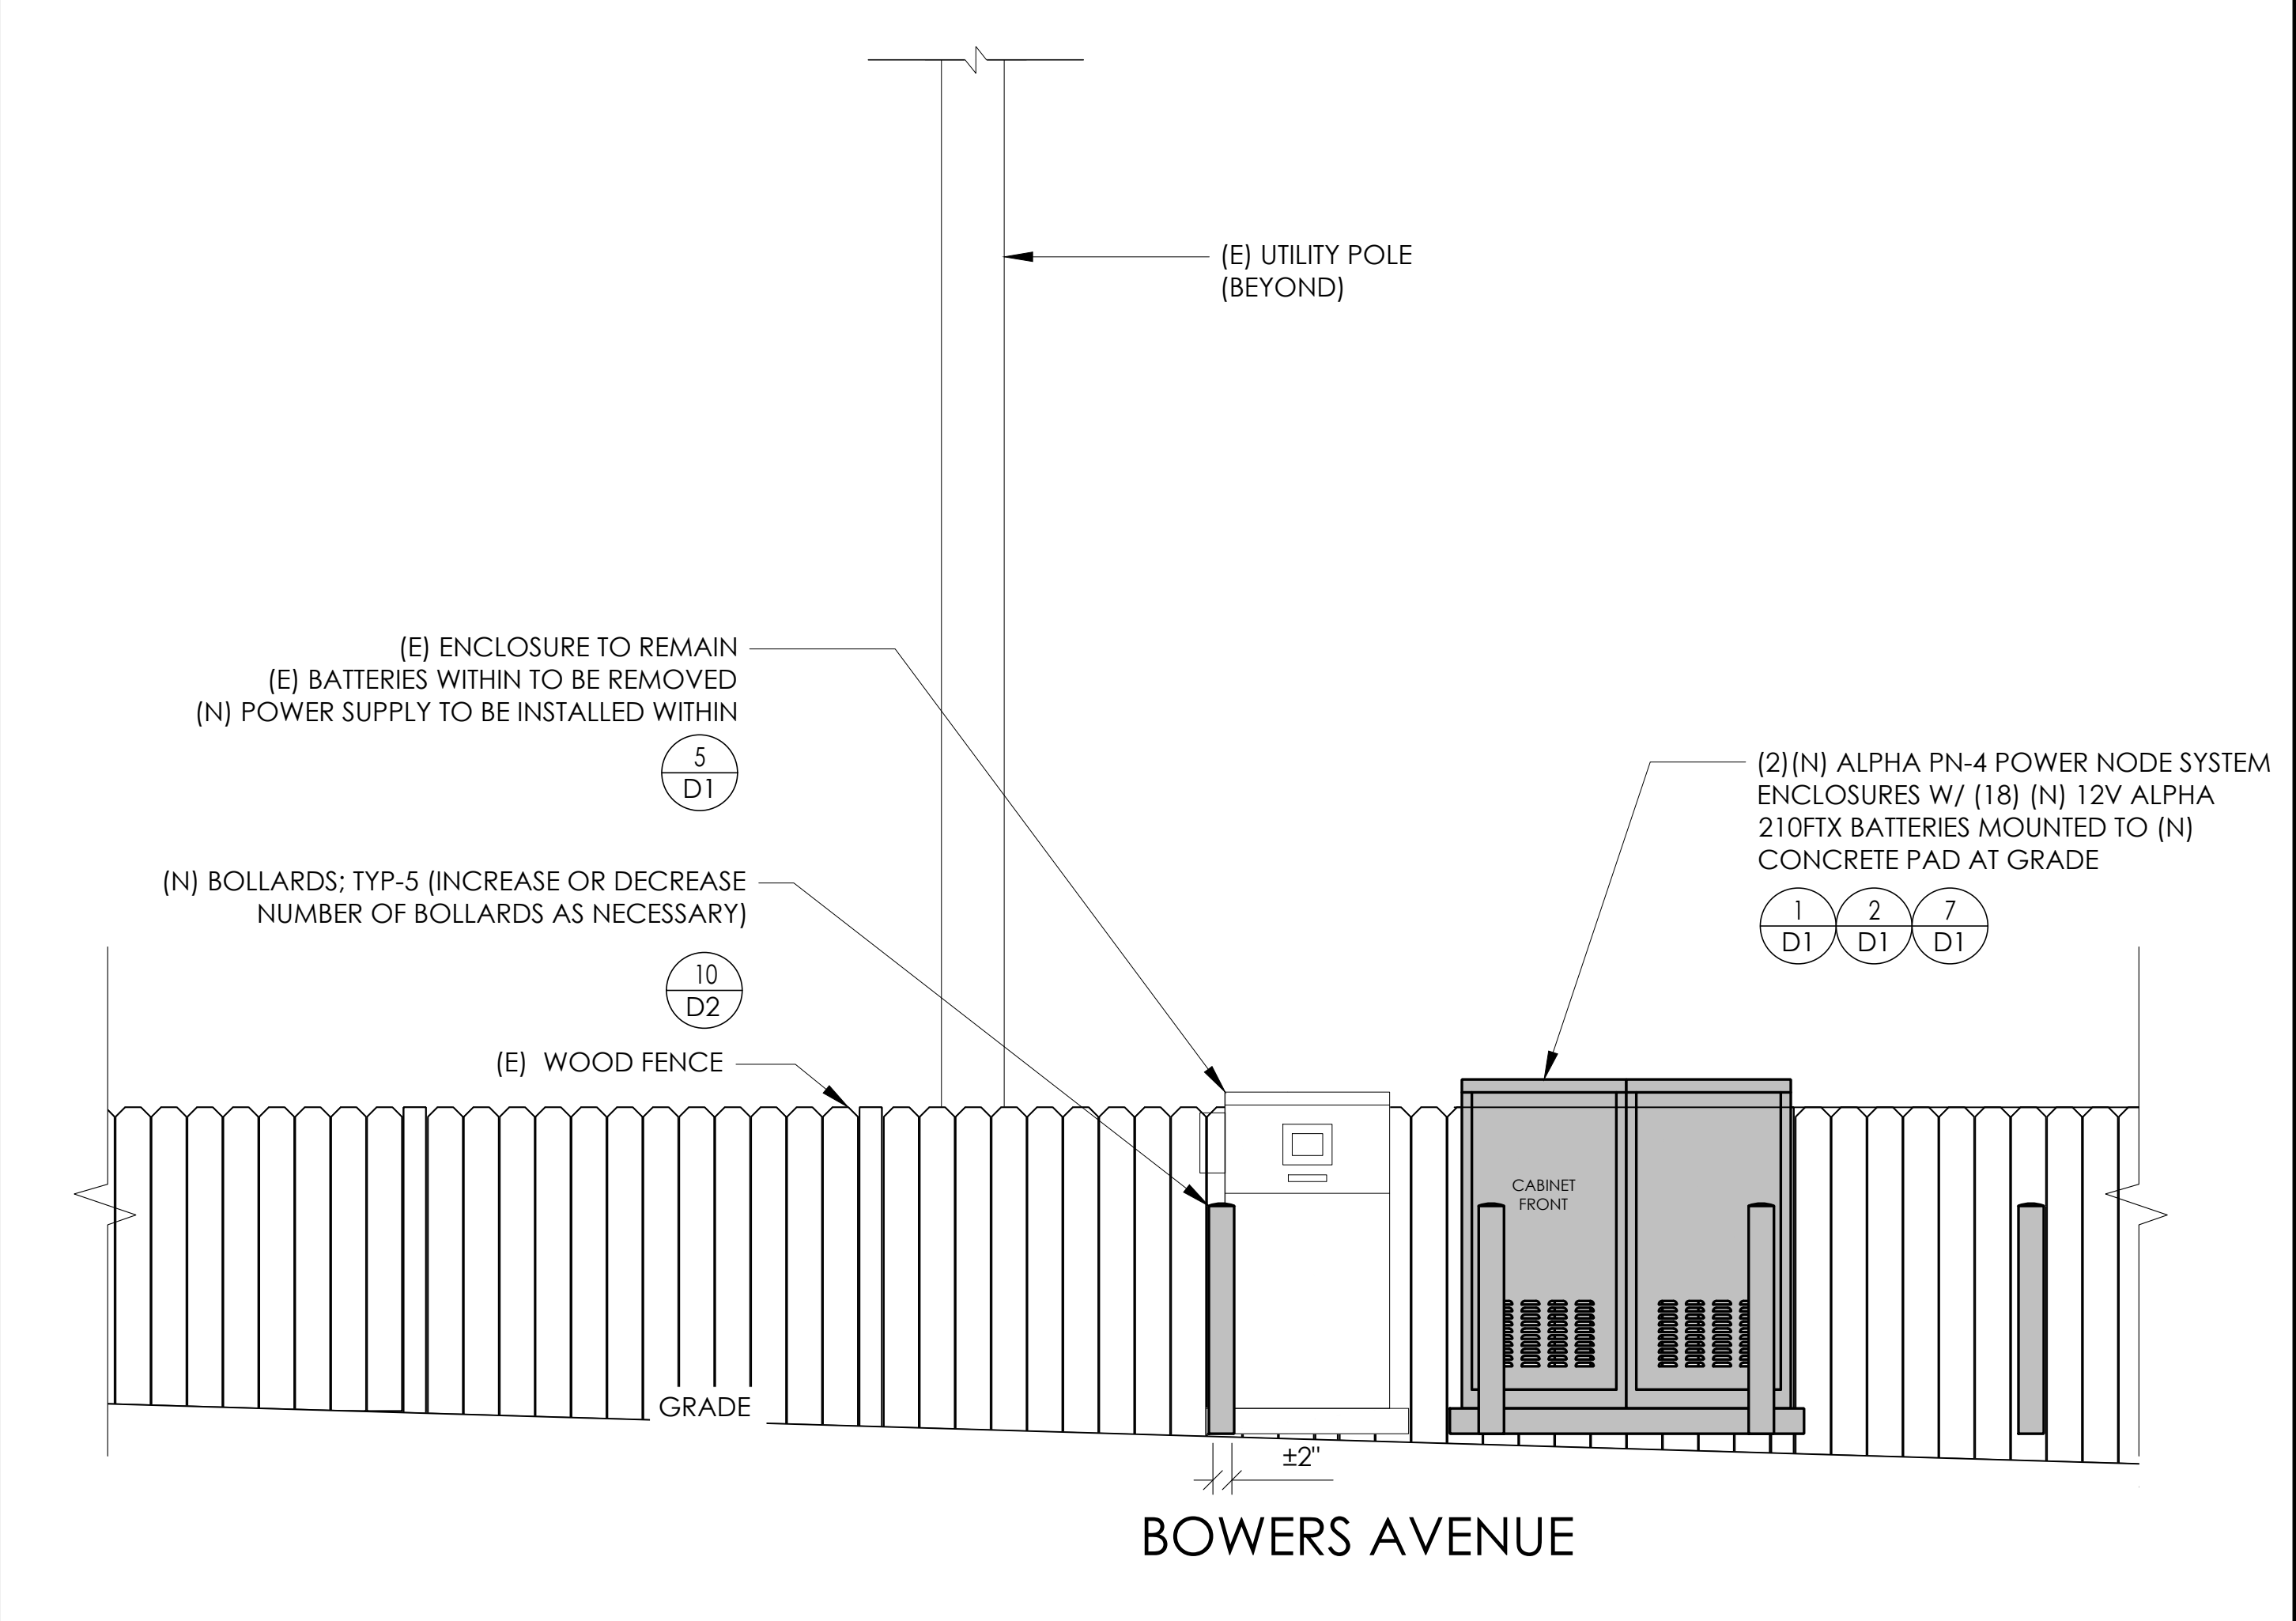 (E) UTILITY POLE
(BEYOND)
(E) ENCLOSURE TO REMAIN
(E) BATTERIES WITHIN TO BE REMOVED
(N) POWER SUPPLY TO BE INSTALLED WITHIN
5
D1
(2)(N) ALPHA PN-4 POWER NODE SYSTEM
ENCLOSURES W/ (18) (N) 12V ALPHA
210FTX BATTERIES MOUNTED TO (N)
CONCRETE PAD AT GRADE
1 2 7
D1 D1 D1
(N) BOLLARDS; TYP-5 (INCREASE OR DECREASE
NUMBER OF BOLLARDS AS NECESSARY)
10
D2
(E) WOOD FENCE
CABINET
FRONT
GRADE
±2"
BOWERS AVENUE